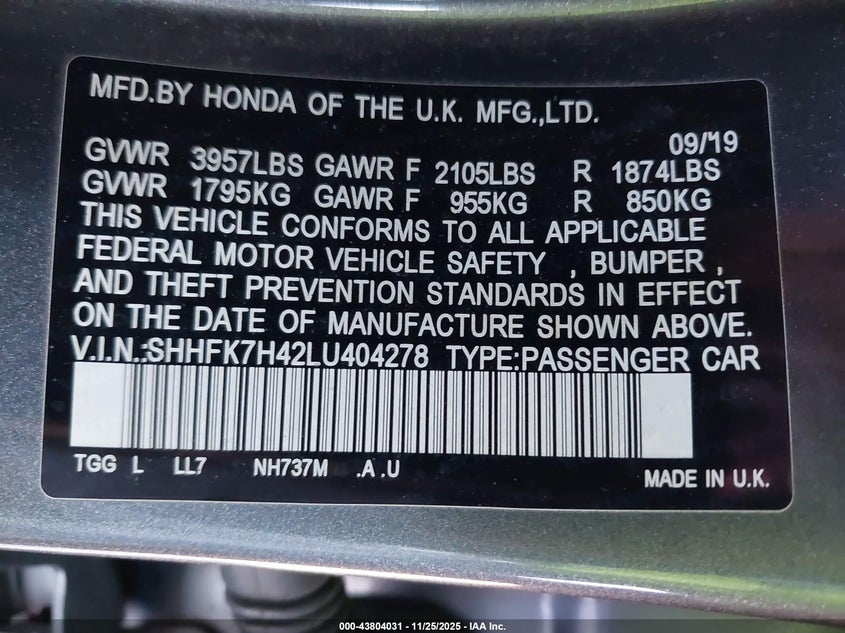 MFD.BY HONDA OF THE U.K. MFG.,LTD.
09/'19
GVWR 3957LBS GAWR F 2105LBS R 1874LBS
GVWR 1795KG GAWR F 955KG R 850KG
THIS VEHICLE CONFORMS TO ALL APPLICABLE
FEDERAL MOTOR VEHICLE SAFETY , BUMPER ,
AND THEFT PREVENTION STANDARDS IN EFFECT
ON THE DATE OF MANUFACTURE SHOWN ABOVE.
V.I.N.:SHHFK7H42LU404278 TYPE:PASSENGER CAR
TGG L LL7 NH737M .A .U
MADE IN U.K.
000-43804031 | 11/25/2025 | IAA Inc.